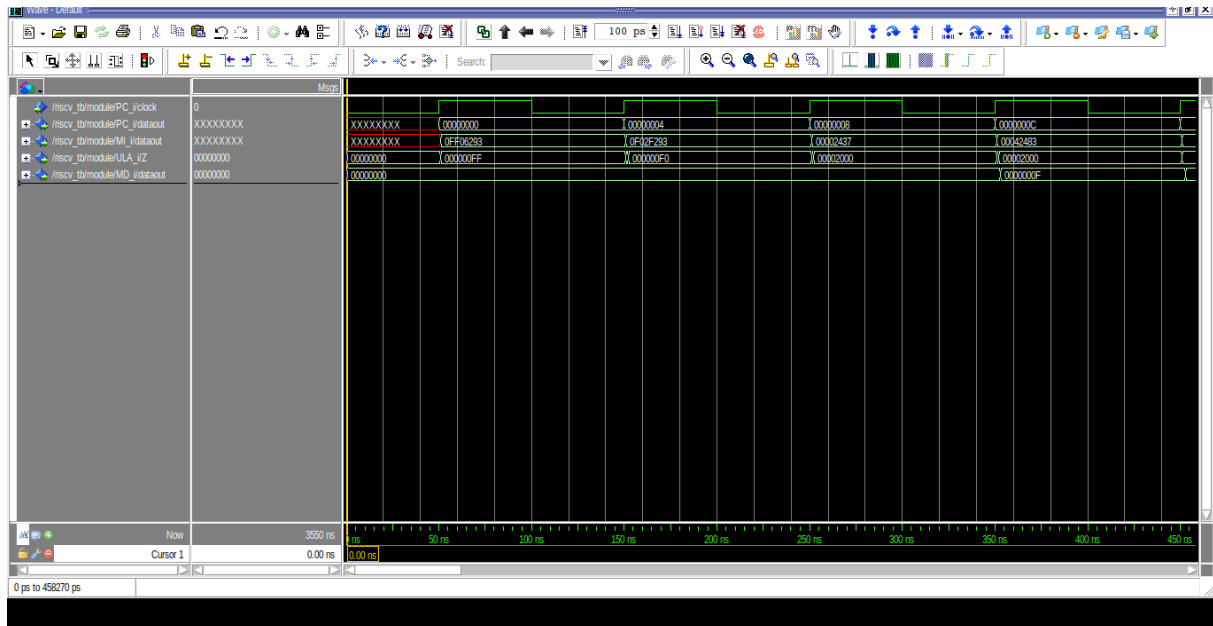 Wave - Default
100 ps
Search:
Msgs
/riscv_tb/module/PC_i/clock 0
/riscv_tb/module/PC_i/dataout XXXXXXXX XXXXXXXX 00000000 00000004 00000008 0000000C
/riscv_tb/module/MI_i/dataout XXXXXXXX XXXXXXXX 0FF06293 0F02F293 00002437 00042483
/riscv_tb/module/ULA_i/Z 00000000 00000000 000000FF 000000F0 00002000 00002000
/riscv_tb/module/MD_i/dataout 00000000 00000000 0000000F
Now 3550 ns ns 50 ns 100 ns 150 ns 200 ns 250 ns 300 ns 350 ns 400 ns 450 ns
Cursor 1 0.00 ns 0.00 ns
0 ps to 458270 ps